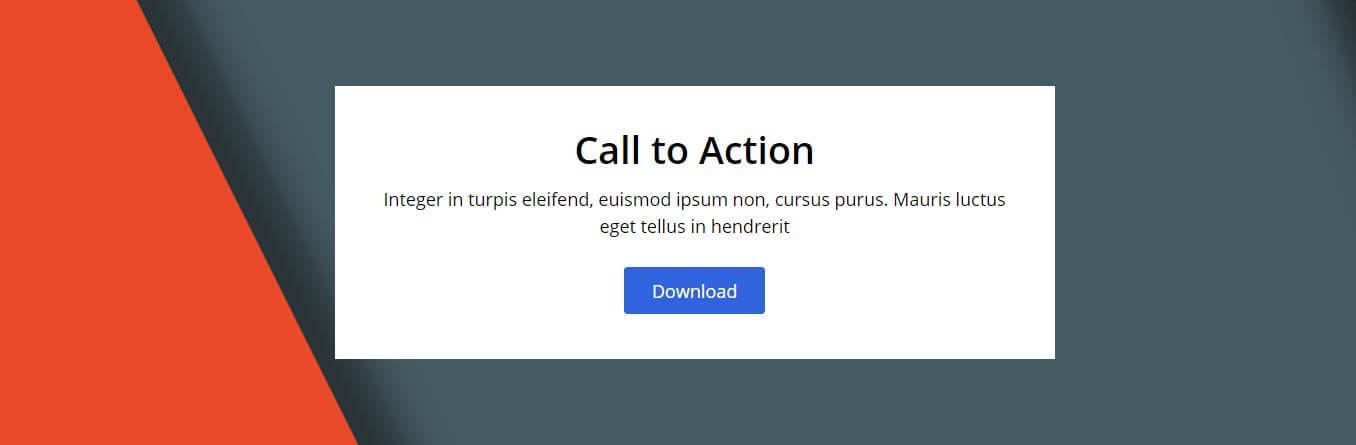 Call to Action
Integer in turpis eleifend, euismod ipsum non, cursus purus. Mauris luctus
eget tellus in hendrerit
Download